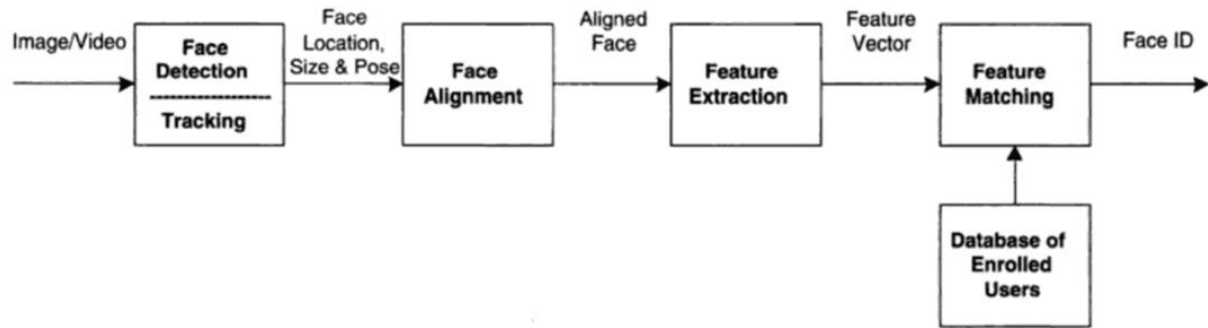 Image/Video
Face
Detection
Tracking
Face
Location,
Size & Pose
Face
Alignment
Aligned
Face
Feature
Extraction
Feature
Vector
Feature
Matching
Face ID
Database of
Enrolled
Users